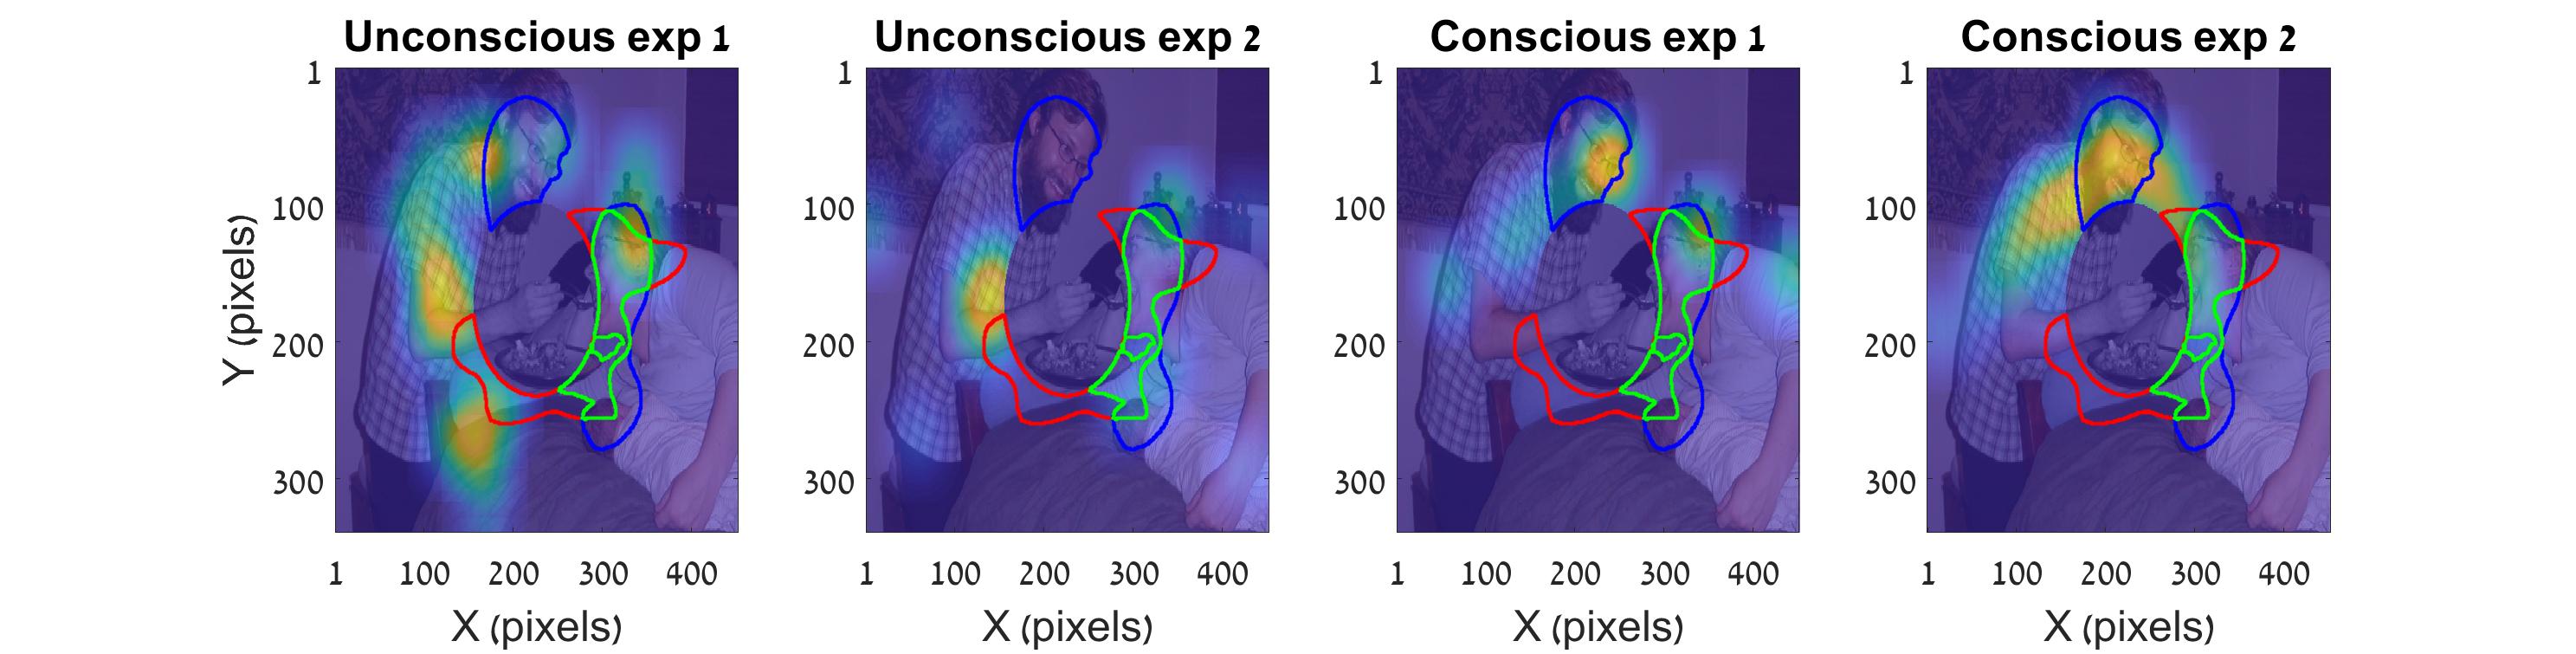 Unconscious exp 1 Unconscious exp 2 Conscious exp 1 Conscious exp 2
1 1 1 1
100 100 100 100
200 200 200 200
300 300 300 300
Y (pixels)
1 100 200 300 400 1 100 200 300 400 1 100 200 300 400 1 100 200 300 400
X (pixels) X (pixels) X (pixels) X (pixels)